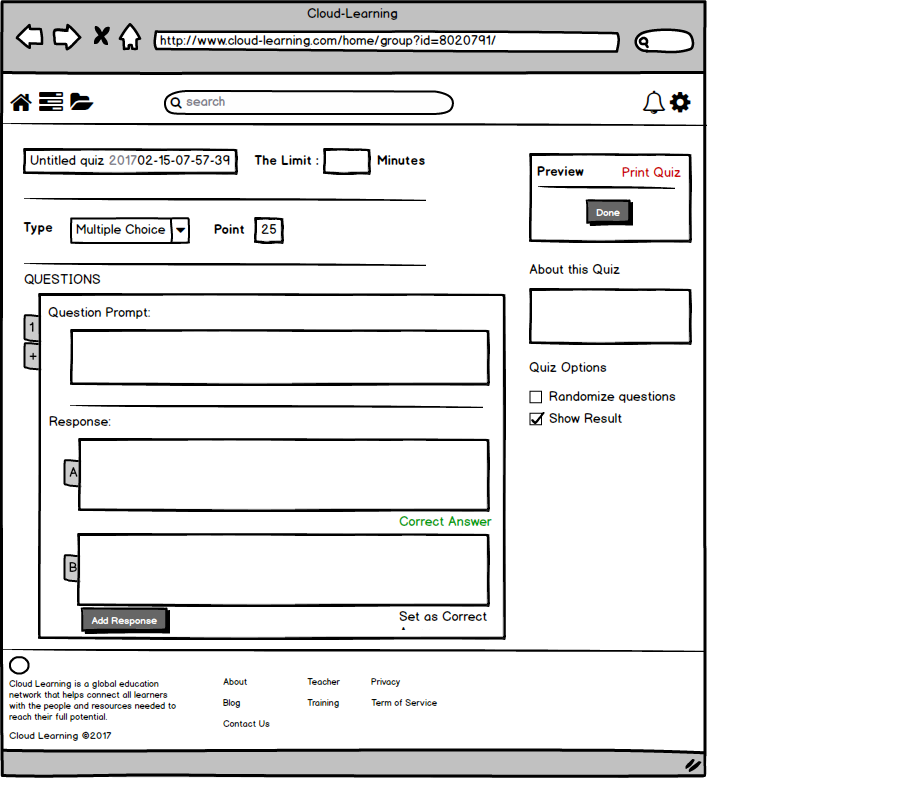 Cloud-Learning
http://www.cloud-learning.com/home/group?id=8020791/
search
Untitled quiz 201702-15-07-57-39 The Limit : Minutes
Preview Print Quiz
Done
Type Multiple Choice Point 25
About this Quiz
QUESTIONS
Question Prompt:
1
+
Quiz Options
Randomize questions
Show Result
Response:
A
Correct Answer
B
Add Response Set as Correct
Cloud Learning is a global education
network that helps connect all learners
with the people and resources needed to
reach their full potential.
Cloud Learning ©2017
About Teacher Privacy
Blog Training Term of Service
Contact Us